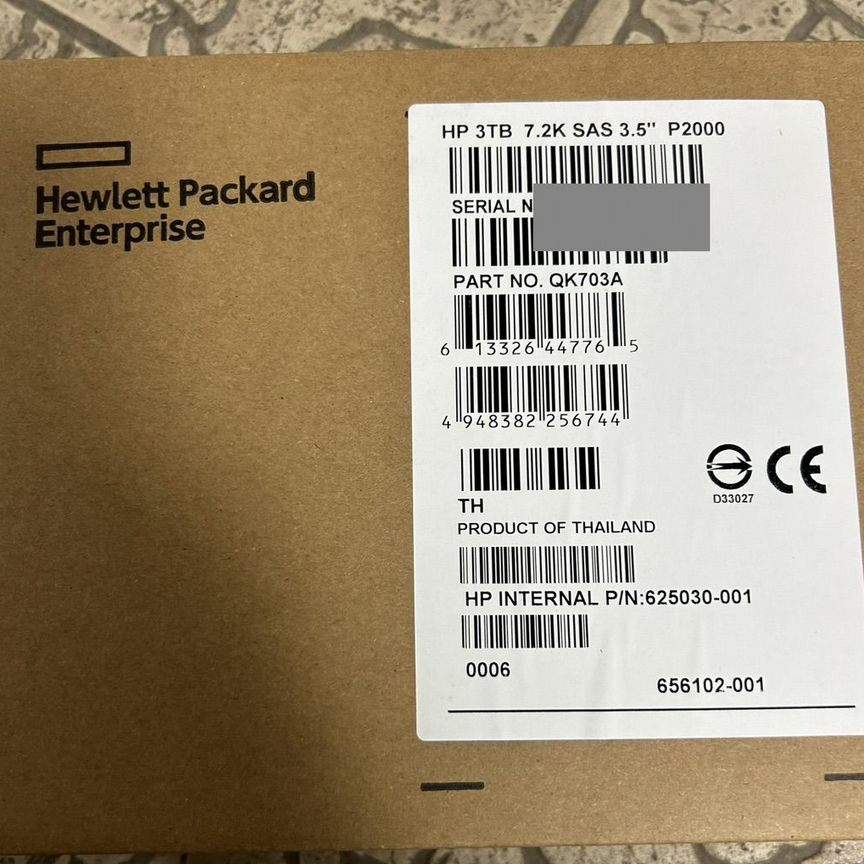 Hewlett Packard
Enterprise
HP 3TB 7.2K SAS 3.5" P2000
SERIAL
PART NO. QK703A
6 13326 44776 5
4 948382 256744
D33027
CE
TH
PRODUCT OF THAILAND
HP INTERNAL P/N:625030-001
0006
656102-001